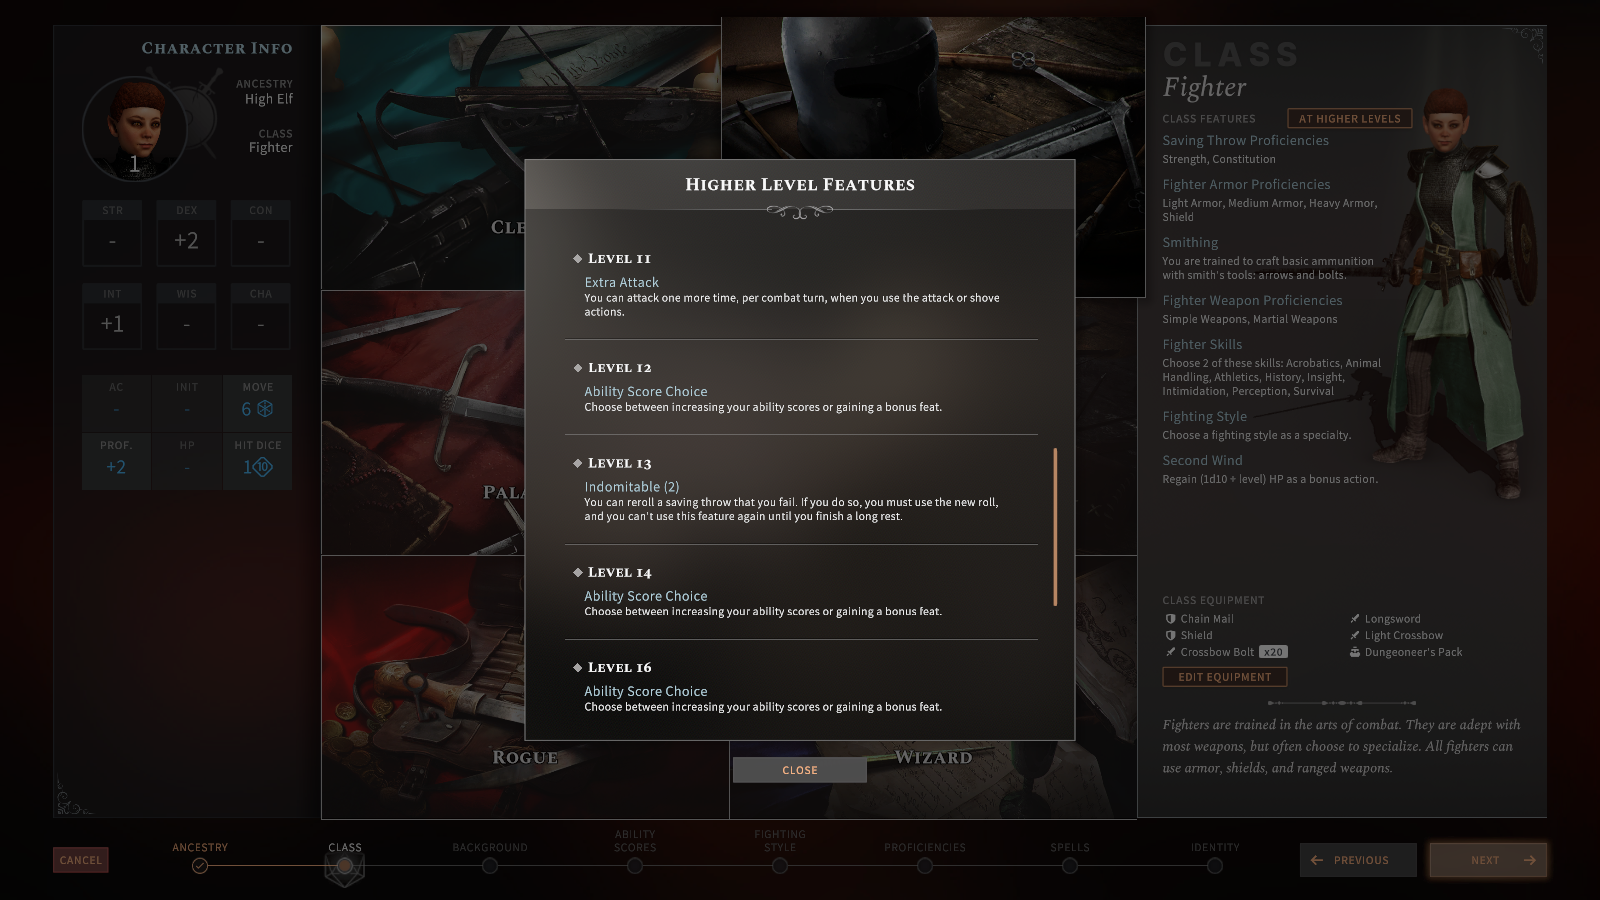 CHARACTER INFO
ANCESTRY
High Elf
CLASS
Fighter
1
STR
DEX
CON
-
+2
-
INT
WIS
CHA
+1
-
-
AC
INIT
MOVE
-
-
6
PROF.
HP
HIT DICE
+2
-
1 10
CLE
PALA
ROGUE
WIZARD
HIGHER LEVEL FEATURES
LEVEL 11
Extra Attack
You can attack one more time, per combat turn, when you use the attack or shove
actions.
LEVEL 12
Ability Score Choice
Choose between increasing your ability scores or gaining a bonus feat.
LEVEL 13
Indomitable (2)
You can reroll a saving throw that you fail. If you do so, you must use the new roll,
and you can't use this feature again until you finish a long rest.
LEVEL 14
Ability Score Choice
Choose between increasing your ability scores or gaining a bonus feat.
LEVEL 16
Ability Score Choice
Choose between increasing your ability scores or gaining a bonus feat.
CLOSE
CLASS
Fighter
CLASS FEATURES
AT HIGHER LEVELS
Saving Throw Proficiencies
Strength, Constitution
Fighter Armor Proficiencies
Light Armor, Medium Armor, Heavy Armor,
Shield
Smithing
You are trained to craft basic ammunition
with smith's tools: arrows and bolts.
Fighter Weapon Proficiencies
Simple Weapons, Martial Weapons
Fighter Skills
Choose 2 of these skills: Acrobatics, Animal
Handling, Athletics, History, Insight,
Intimidation, Perception, Survival
Fighting Style
Choose a fighting style as a specialty.
Second Wind
Regain (1d10 + level) HP as a bonus action.
CLASS EQUIPMENT
Chain Mail
Longsword
Shield
Light Crossbow
Crossbow Bolt x20
Dungeoneer's Pack
EDIT EQUIPMENT
Fighters are trained in the arts of combat. They are adept with
most weapons, but often choose to specialize. All fighters can
use armor, shields, and ranged weapons.
CANCEL
ANCESTRY
CLASS
BACKGROUND
ABILITY
SCORES
FIGHTING
STYLE
PROFICIENCIES
SPELLS
IDENTITY
PREVIOUS
NEXT